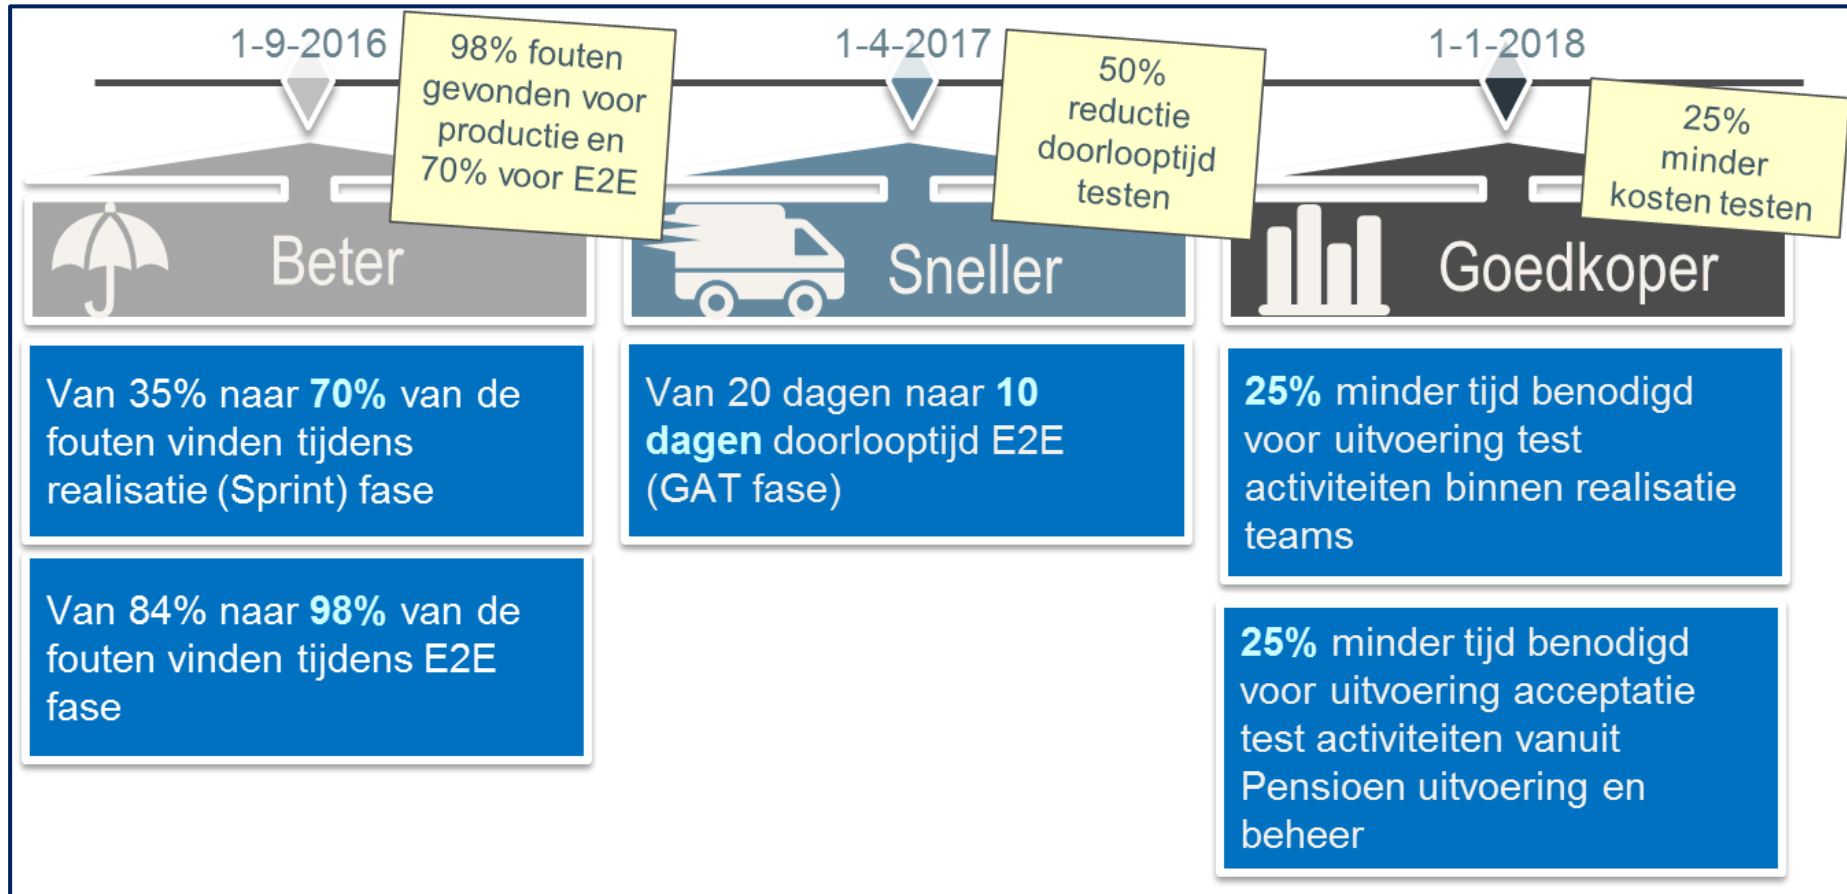 1-9-2016
98% fouten
gevonden voor
productie en
70% voor E2E
Beter
Van 35% naar 70% van de
fouten vinden tijdens
realisatie (Sprint) fase
Van 84% naar 98% van de
fouten vinden tijdens E2E
fase
1-4-2017
50%
reductie
doorlooptijd
testen
Sneller
Van 20 dagen naar 10
dagen doorlooptijd E2E
(GAT fase)
1-1-2018
25%
minder
kosten testen
Goedkoper
25% minder tijd benodigd
voor uitvoering test
activiteiten binnen realisatie
teams
25% minder tijd benodigd
voor uitvoering acceptatie
test activiteiten vanuit
Pensioen uitvoering en
beheer